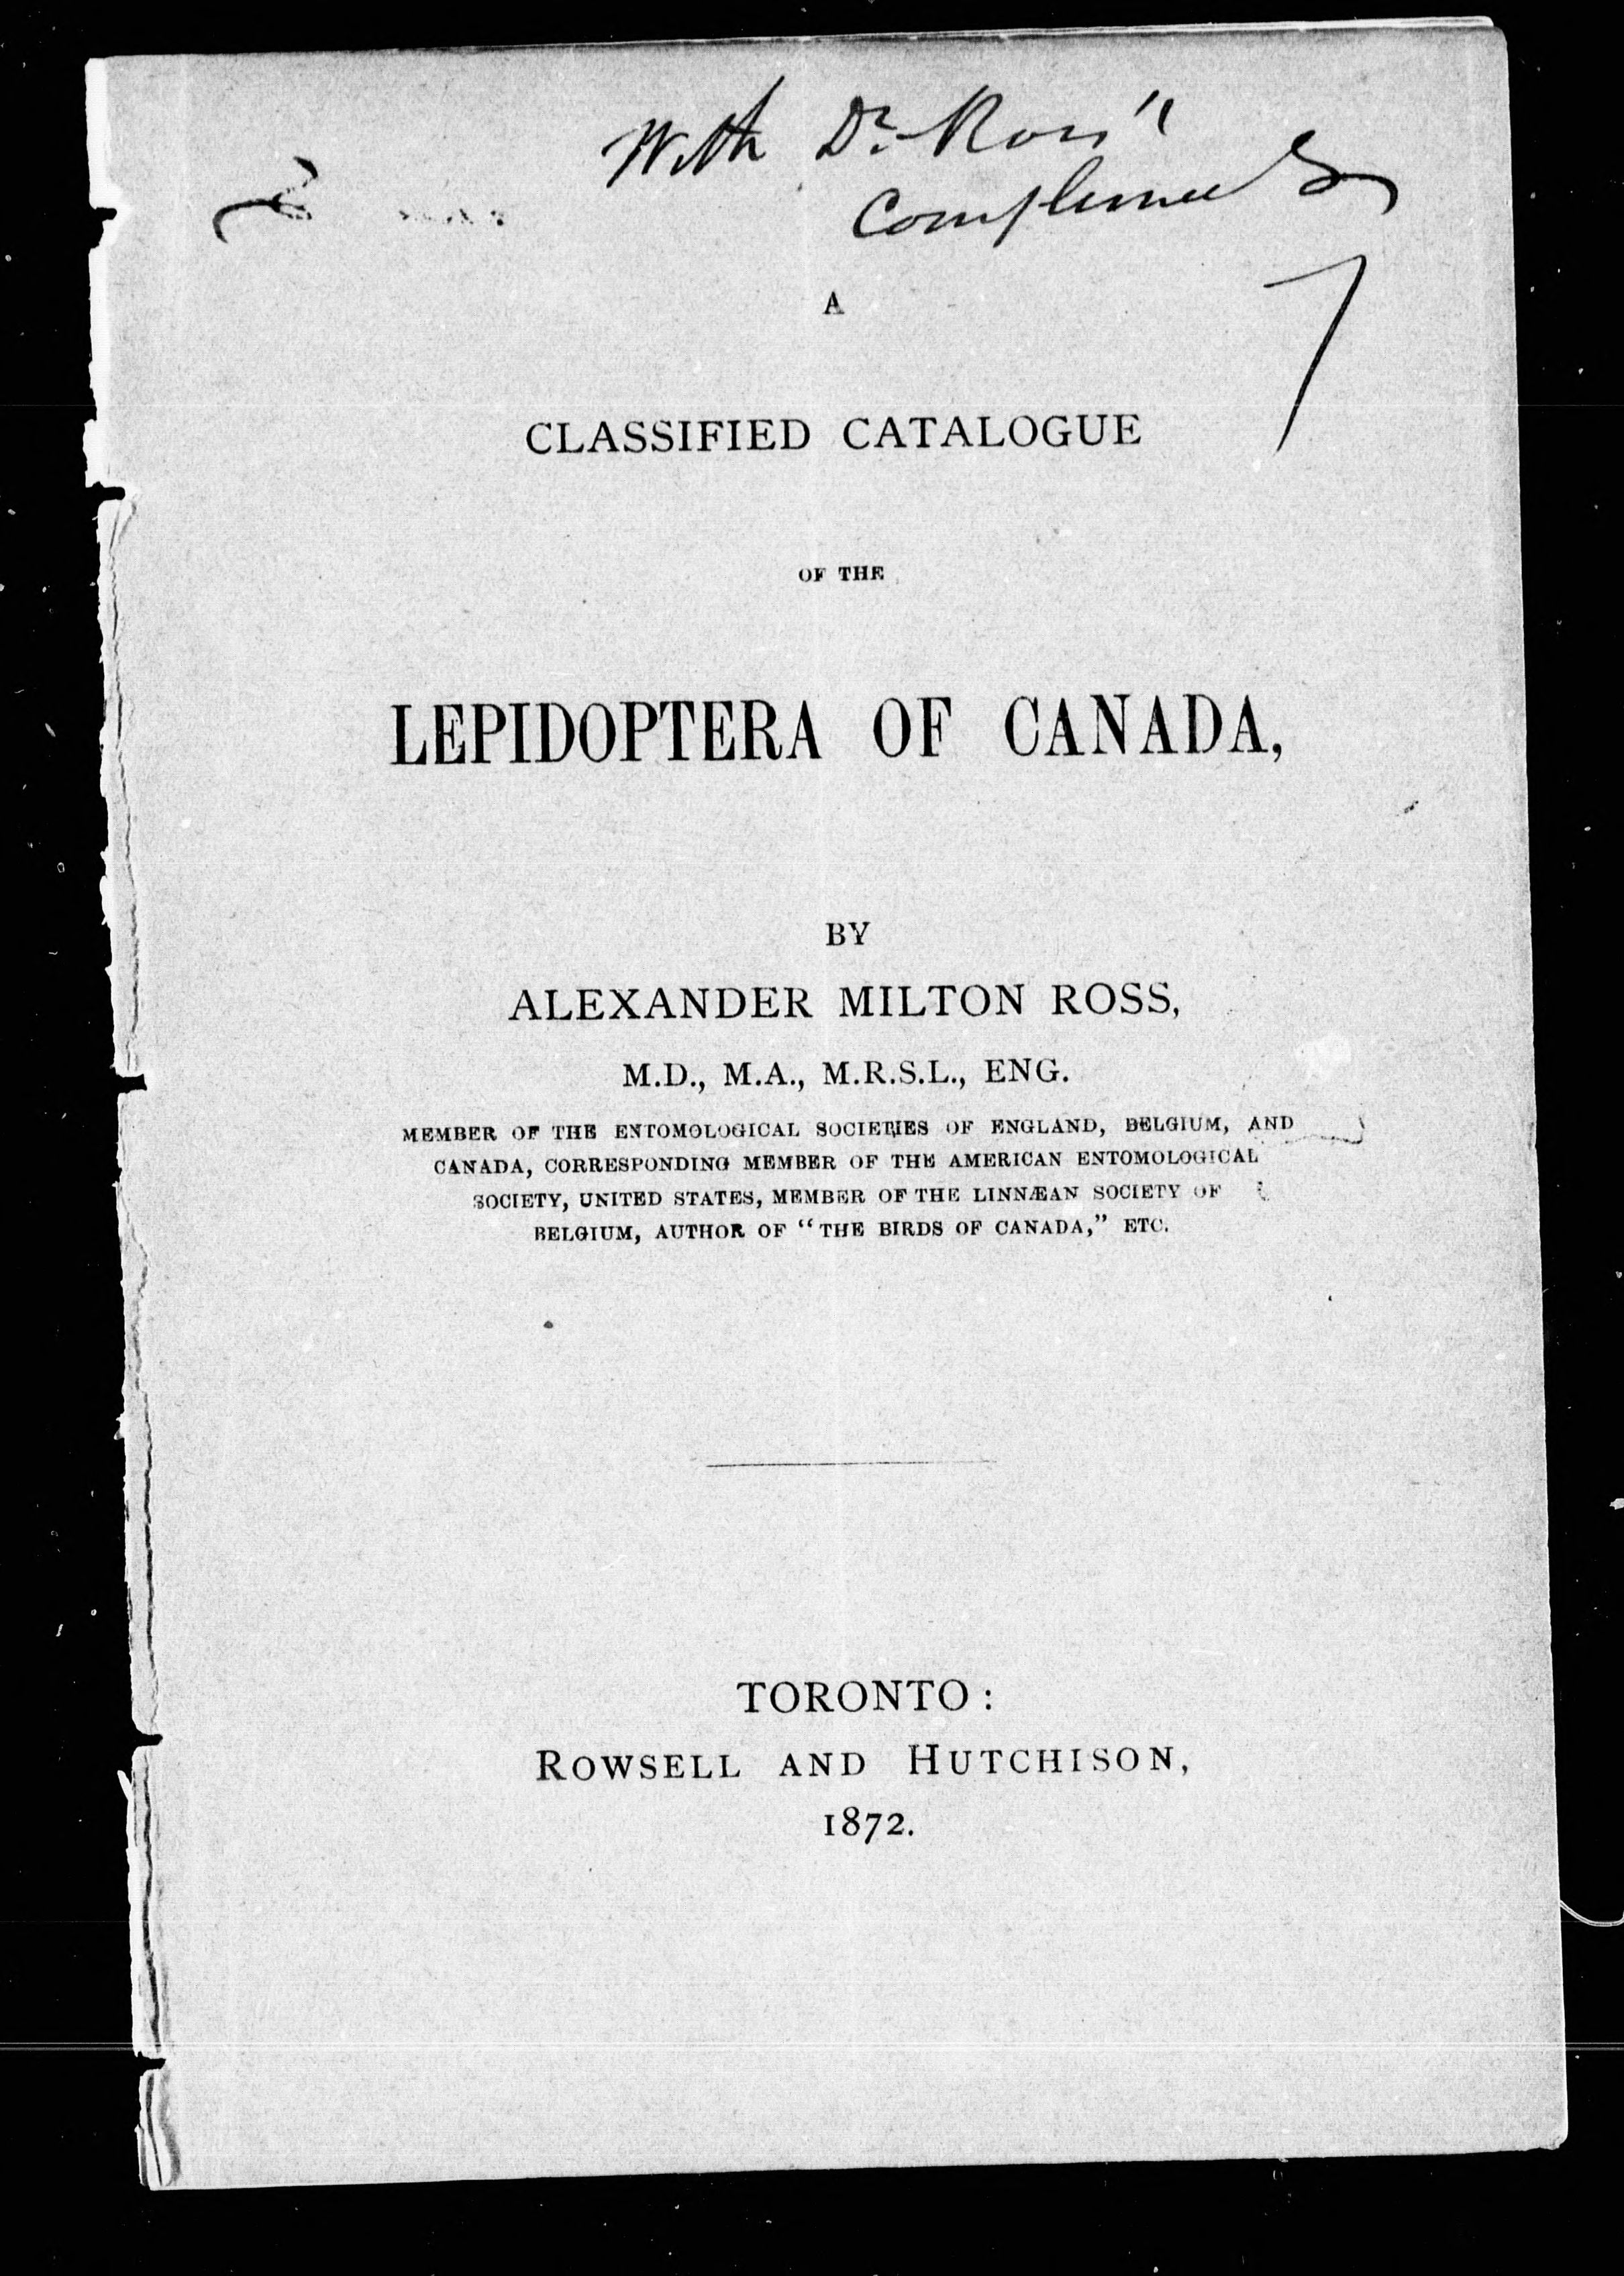 With Dr. Ross'
Compliments
A
CLASSIFIED CATALOGUE
OF THE
LEPIDOPTERA OF CANADA,
BY
ALEXANDER MILTON ROSS,
M.D., M.A., M.R.S.L., ENG.
MEMBER OF THE ENTOMOLOGICAL SOCIETIES OF ENGLAND, BELGIUM, AND
CANADA, CORRESPONDING MEMBER OF THE AMERICAN ENTOMOLOGICAL
SOCIETY, UNITED STATES, MEMBER OF THE LINNÆAN SOCIETY OF
BELGIUM, AUTHOR OF "THE BIRDS OF CANADA," ETC.
TORONTO:
ROWSELL AND HUTCHISON,
1872.